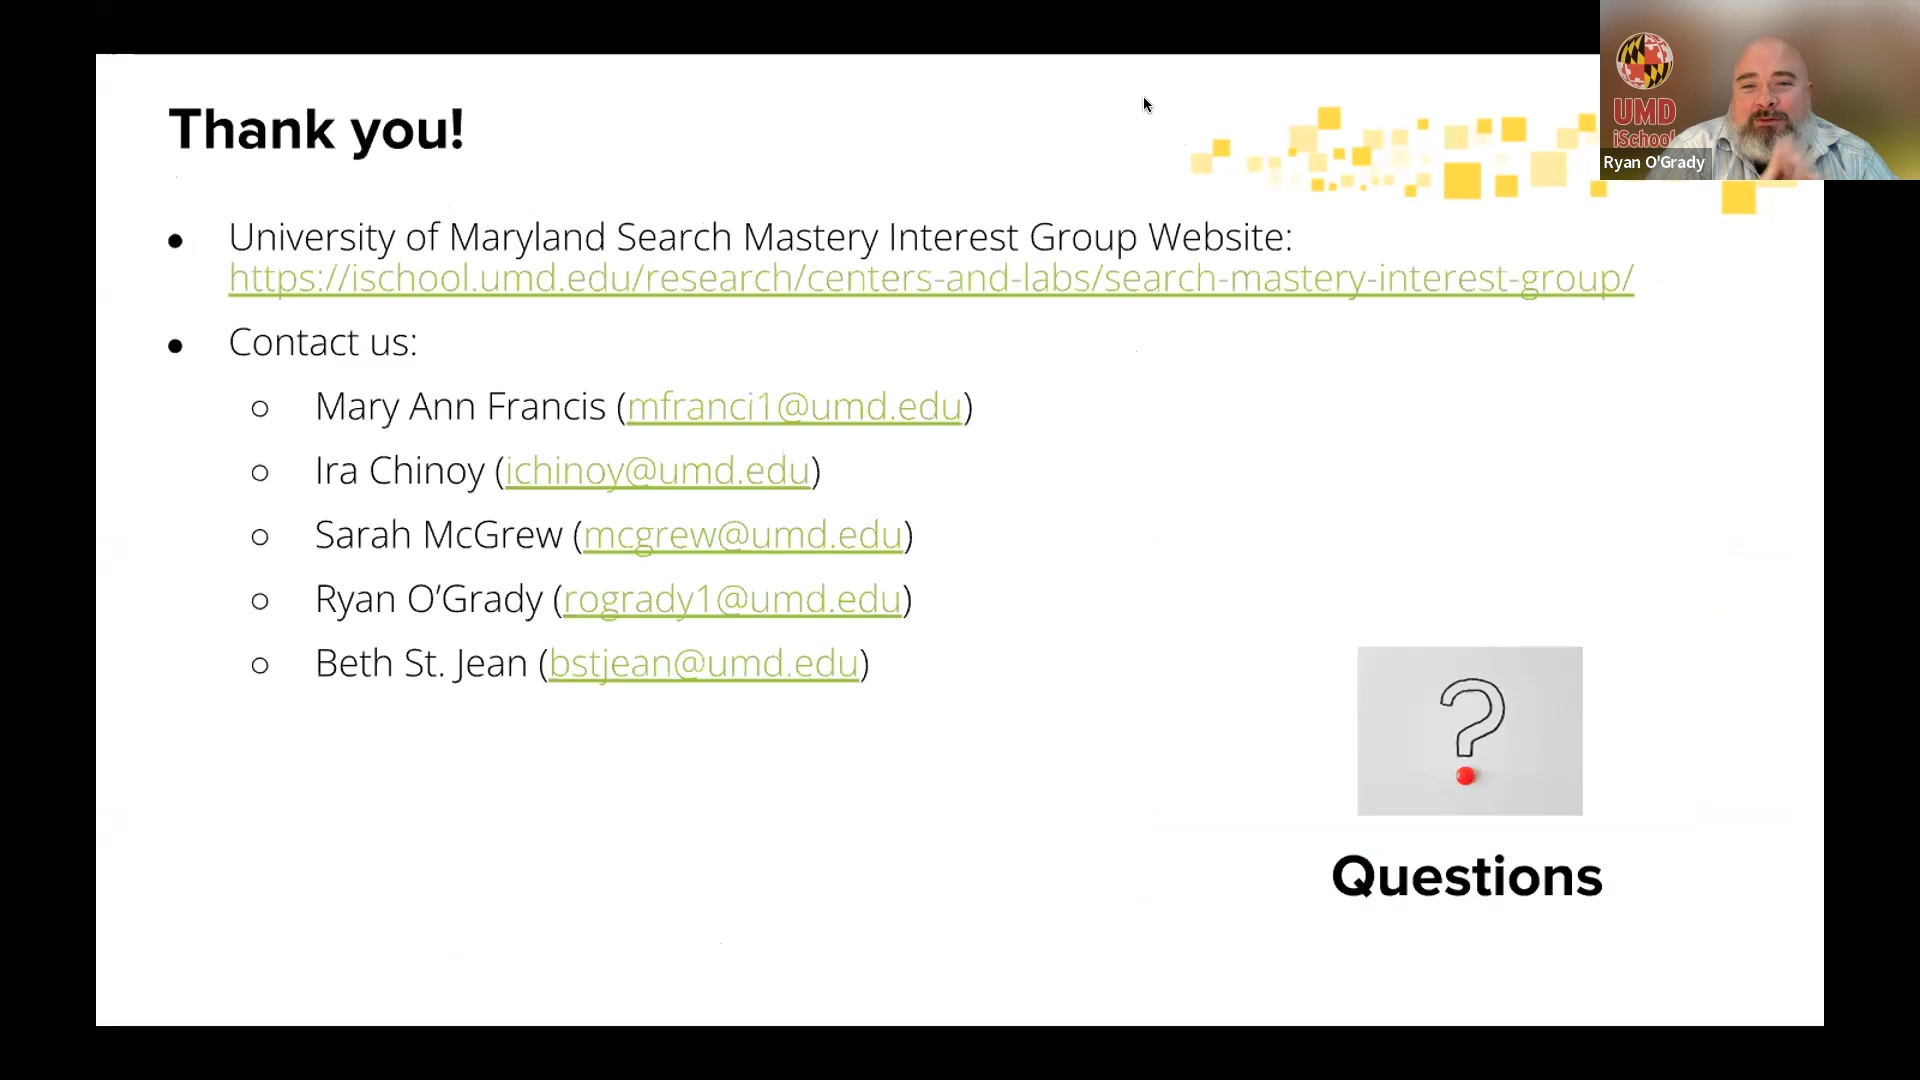 Thank you!
UMD
iSchool
Ryan O'Grady
● University of Maryland Search Mastery Interest Group Website:
https://ischool.umd.edu/research/centers-and-labs/search-mastery-interest-group/
● Contact us:
○ Mary Ann Francis (mfranci1@umd.edu)
○ Ira Chinoy (ichinoy@umd.edu)
○ Sarah McGrew (mcgrew@umd.edu)
○ Ryan O’Grady (rogrady1@umd.edu)
○ Beth St. Jean (bstjean@umd.edu)
?
Questions